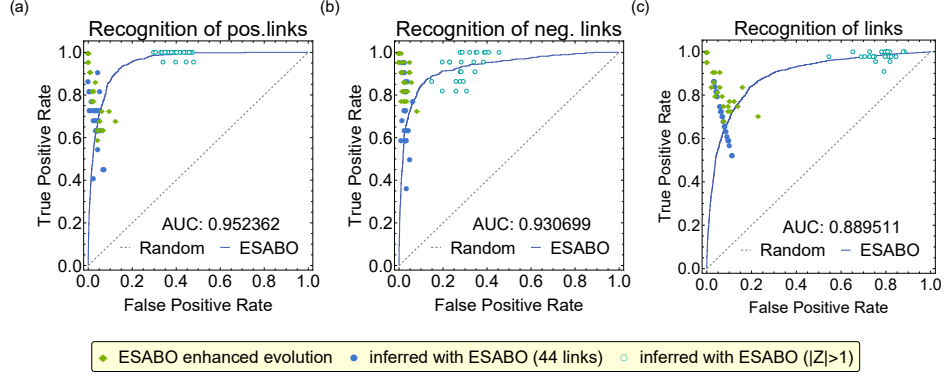 (a)
Recognition of pos.links
True Positive Rate
1.0
0.8
0.6
0.4
0.2
0.0
AUC: 0.952362
Random
ESABO
0.0 0.2 0.4 0.6 0.8 1.0
False Positive Rate
(b)
Recognition of neg. links
True Positive Rate
1.0
0.8
0.6
0.4
0.2
0.0
AUC: 0.930699
Random
ESABO
0.0 0.2 0.4 0.6 0.8 1.0
False Positive Rate
(c)
Recognition of links
True Positive Rate
1.0
0.8
0.6
0.4
0.2
0.0
AUC: 0.889511
Random
ESABO
0.0 0.2 0.4 0.6 0.8 1.0
False Positive Rate
ESABO enhanced evolution
inferred with ESABO (44 links)
inferred with ESABO (|Z|>1)